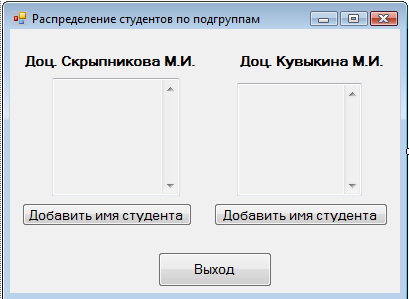 Распределение студентов по подгруппам
Доц. Скрыпникова М.И. Доц. Кувыкина М.И.
Добавить имя студента Добавить имя студента
Выход